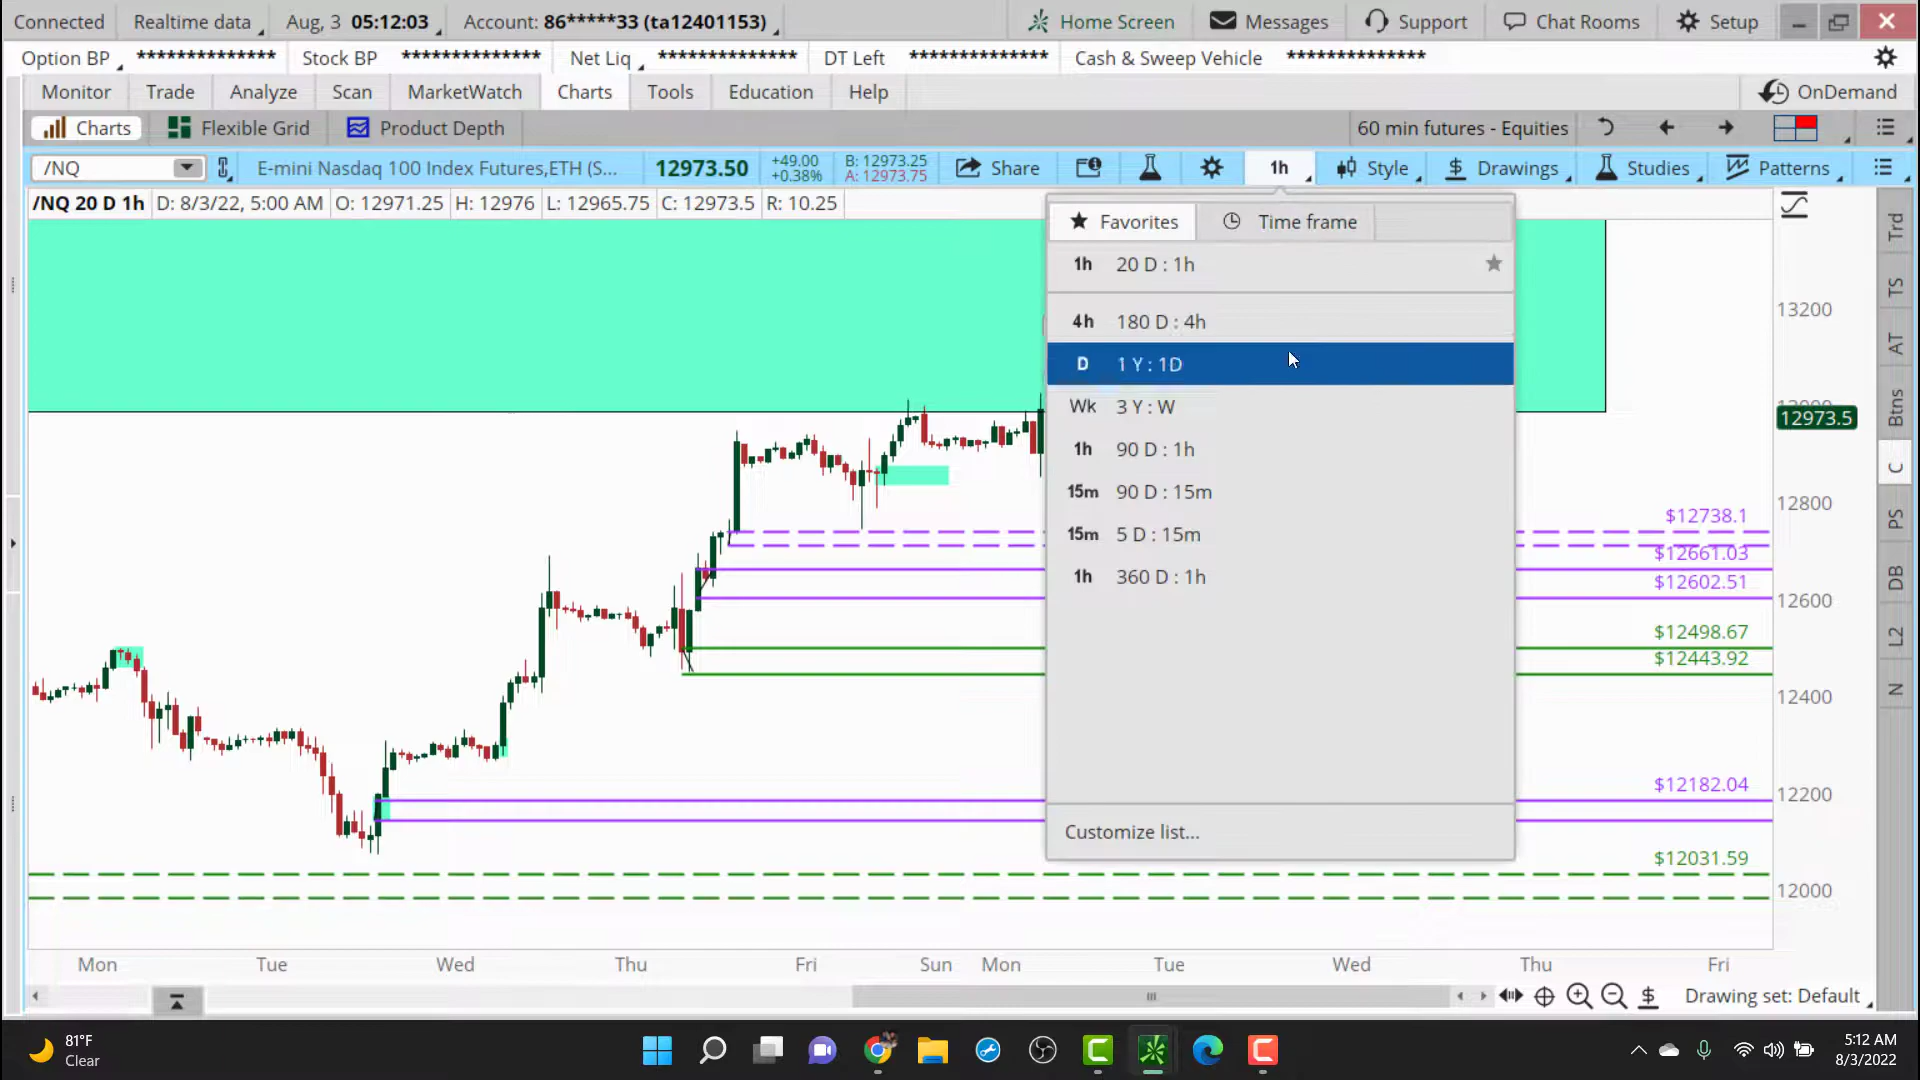 Connected Realtime data Aug, 3 05:12:03 Account: 86*****33 (ta12401153) Home Screen Messages Support Chat Rooms Setup
Option BP ************* Stock BP ************* Net Liq ************* DT Left ************* Cash & Sweep Vehicle *************
Monitor Trade Analyze Scan MarketWatch Charts Tools Education Help OnDemand
Charts Flexible Grid Product Depth 60 min futures - Equities
/NQ E-mini Nasdaq 100 Index Futures,ETH (S... 12973.50 +49.00 B: 12973.25 Share 1h Style Drawings Studies Patterns
+0.38% A: 12973.75
/NQ 20 D 1h D: 8/3/22, 5:00 AM O: 12971.25 H: 12976 L: 12965.75 C: 12973.5 R: 10.25
Favorites Time frame
1h 20 D : 1h
4h 180 D : 4h
D 1 Y : 1D
Wk 3 Y : W
1h 90 D : 1h
15m 90 D : 15m
15m 5 D : 15m
1h 360 D : 1h
Customize list...
13200
12973.5
12800
12600
12400
12200
12000
$12738.1
$12661.03
$12602.51
$12498.67
$12443.92
$12182.04
$12031.59
Trd
TS
AT
Btns
C
PS
DB
L2
N
Mon Tue Wed Thu Fri Sun Mon Tue Wed Thu Fri
Drawing set: Default
81°F
Clear
5:12 AM
8/3/2022